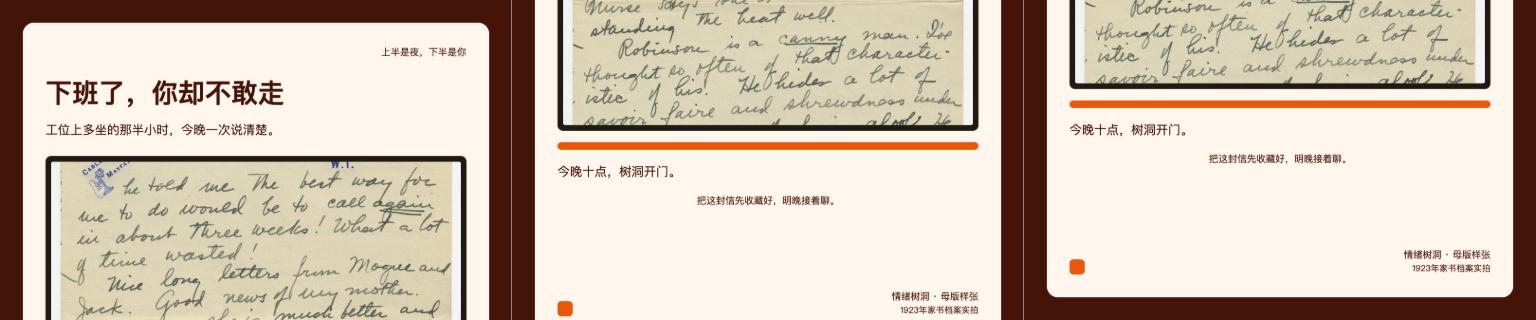 上半是夜，下半是你
下班了，你却不敢走
工位上多坐的那半小时，今晚一次说清楚。
W.1.
he told me the best way for
me to do would be to call again
in about three weeks! What a lot
of time wasted!
Nice long letters from Mogue and
Jack. Good news of my mother.
much better and
Nurse says
standing the heat well.
Robinson is a canny man. I've
thought so often of that character-
istic of his. He hides a lot of
savoir faire and shrewdness under
今晚十点，树洞开门。
把这封信先收藏好，明晚接着聊。
情绪树洞 · 母版样张
1923年家书档案实拍
Robinson is a
thought so often of that character-
istic of his. He hides a lot of
savoir faire and shrewdness under
今晚十点，树洞开门。
把这封信先收藏好，明晚接着聊。
情绪树洞 · 母版样张
1923年家书档案实拍